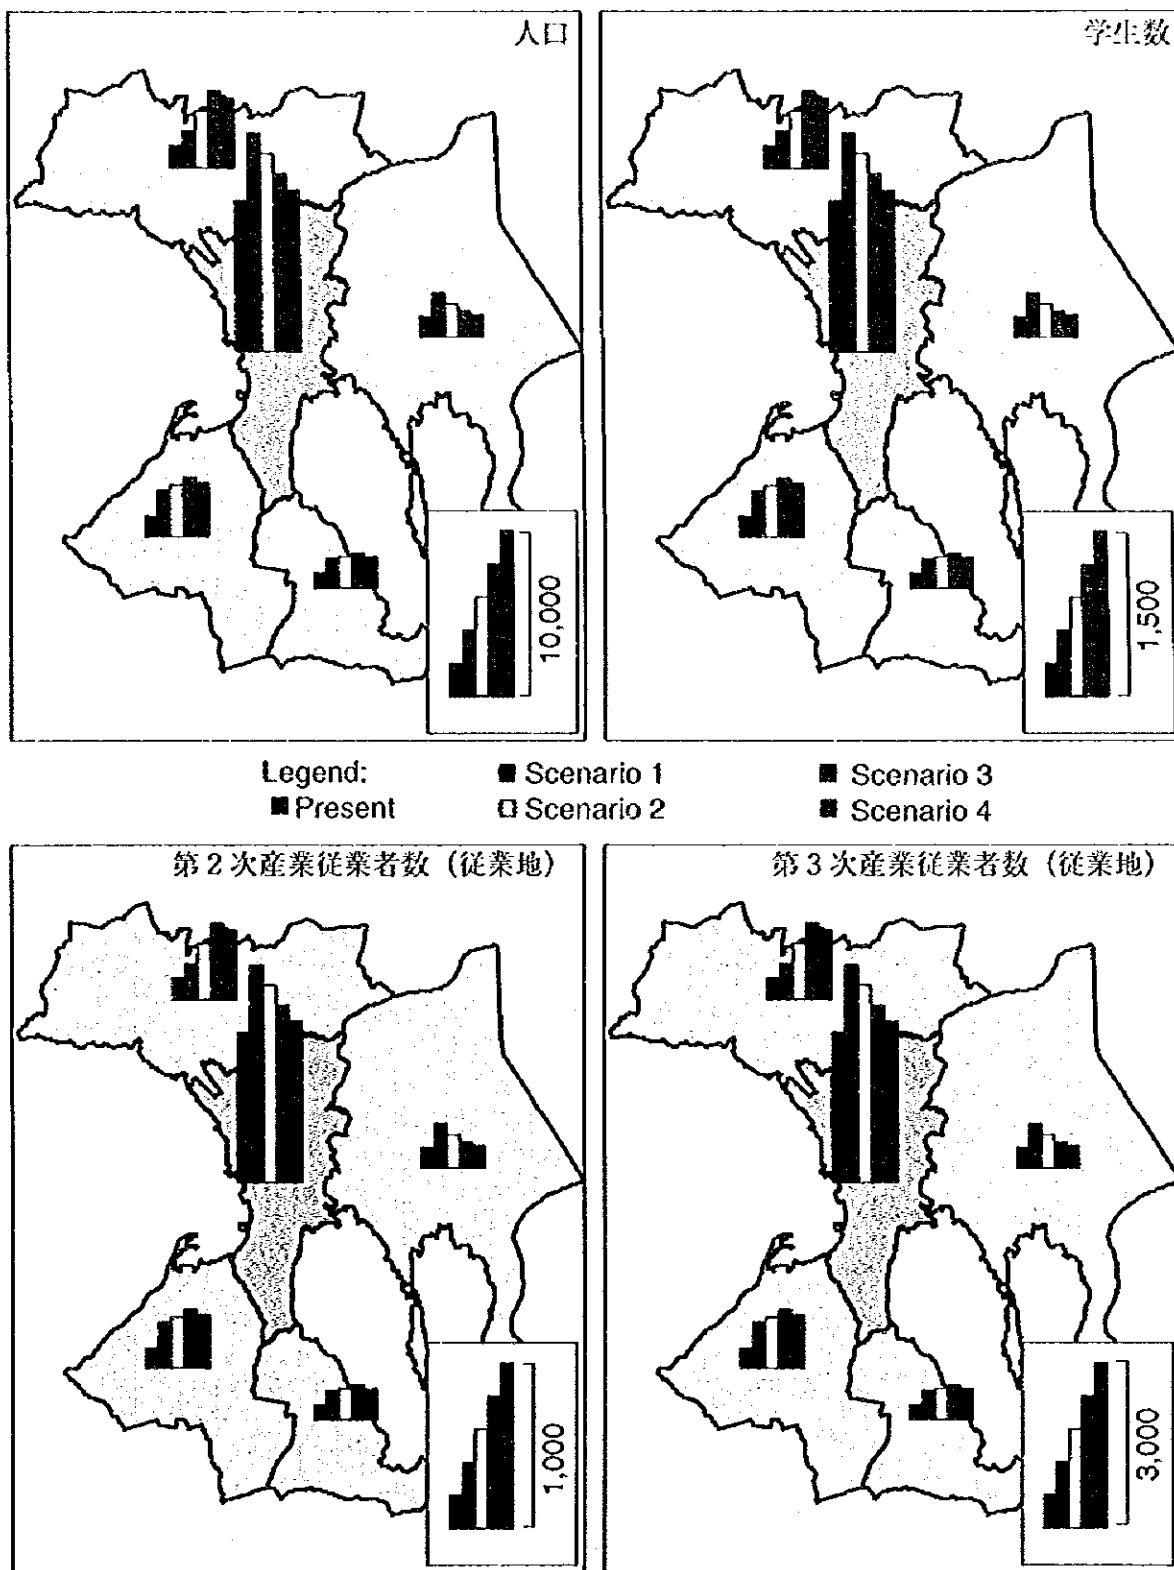 人口
学生数
10,000
1,500
Legend:
Present
Scenario 1
Scenario 2
Scenario 3
Scenario 4
第2次産業従業者数（従業地）
第3次産業従業者数（従業地）
1,000
3,000